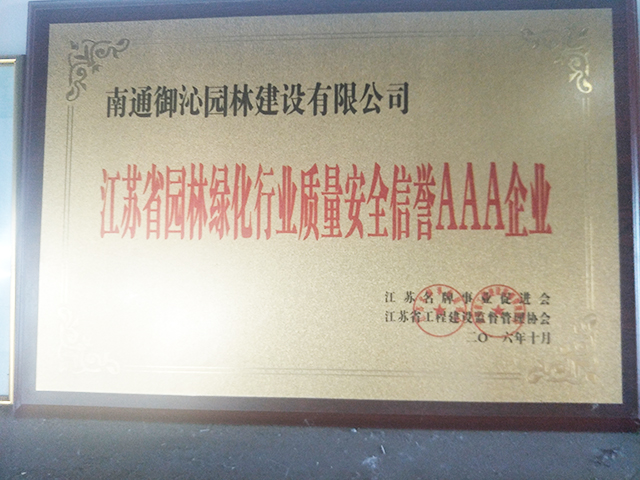 南通御沁园林建设有限公司
江苏省园林绿化行业质量安全信誉AAA企业
江苏名牌事业促进会
江苏省工程建设监督管理协会
二〇一六年十月